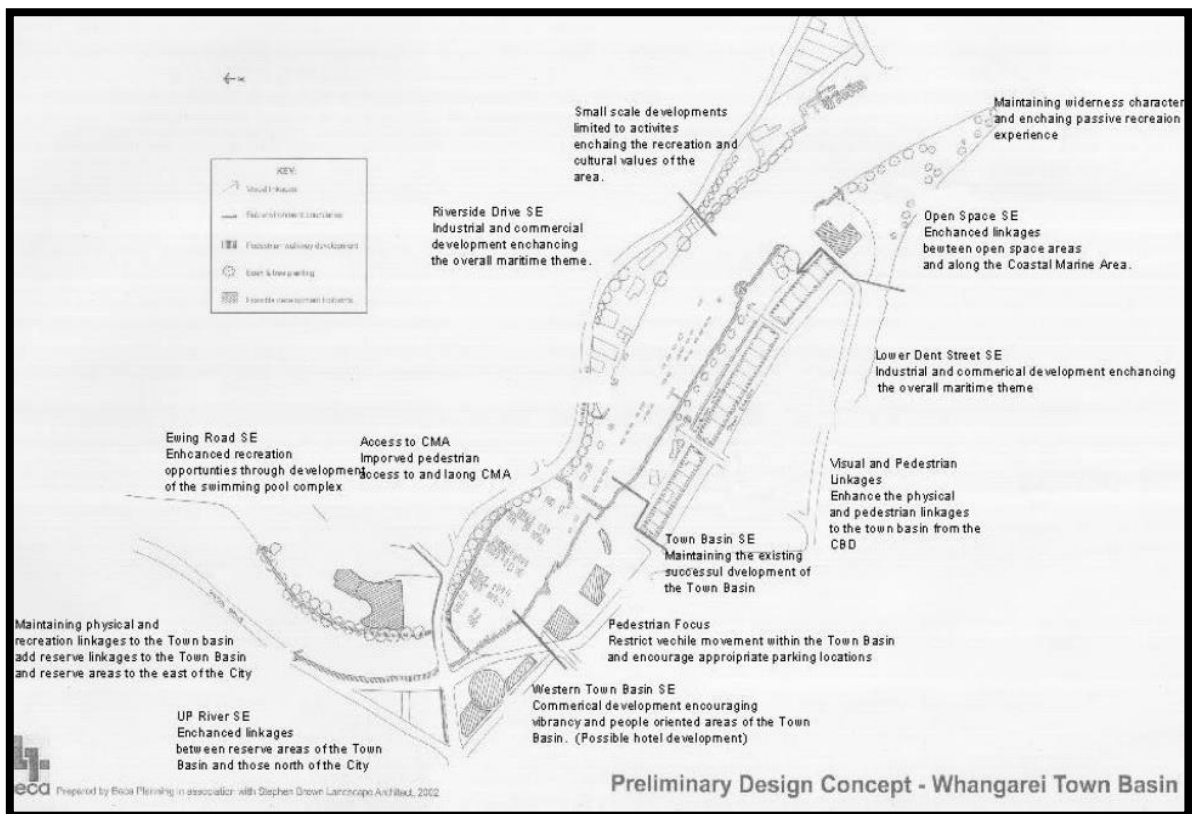 Small scale developments
limited to activites
enchaing the recreation and
cultural values of the
area.
Maintaining widerness character
and enchaing passive recreaion
experience
KEY:
Visual linkages
Riverside Drive SE
Industrial and commercial
development enchancing
the overall maritime theme.
Open Space SE
Enchanced linkages
bewteen open space areas
and along the Coastal Marine Area.
Pedestrian walkway development
Lower Dent Street SE
Industrial and commerical development enchancing
the overall maritime theme
Ewing Road SE
Enhcanced recreation
opportunties through development
of the swimming pool complex
Access to CMA
Imporved pedestrian
access to and laong CMA
Visual and Pedestrian
Linkages
Enhance the physical
and pedestrian linkages
to the town basin from the
CBD
Town Basin SE
Maintaining the existing
successul dvelopment of
the Town Basin
Maintaining physical and
recreation linkages to the Town basin
add reserve linkages to the Town Basin
and reserve areas to the east of the City
Pedestrian Focus
Restrict vechile movement within the Town Basin
and encourage approipriate parking locations
Western Town Basin SE
Commerical development encouraging
vibrancy and people oriented areas of the Town
Basin. (Possible hotel development)
UP River SE
Enchanced linkages
between reserve areas of the Town
Basin and those north of the City
eca
Prepared by Beca Planning in association with Stephen Brown Landscape Architect, 2002
Preliminary Design Concept - Whangarei Town Basin